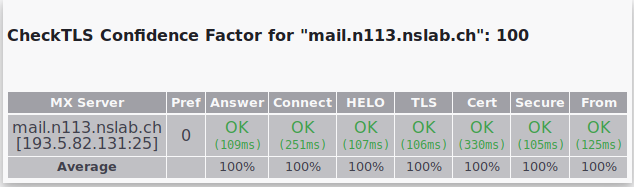 CheckTLS Confidence Factor for "mail.n113.nslab.ch": 100
MX Server Pref Answer Connect HELO TLS Cert Secure From
mail.n113.nslab.ch [193.5.82.131:25] 0 OK (109ms) OK (251ms) OK (107ms) OK (106ms) OK (330ms) OK (105ms) OK (125ms)
Average 100% 100% 100% 100% 100% 100% 100%